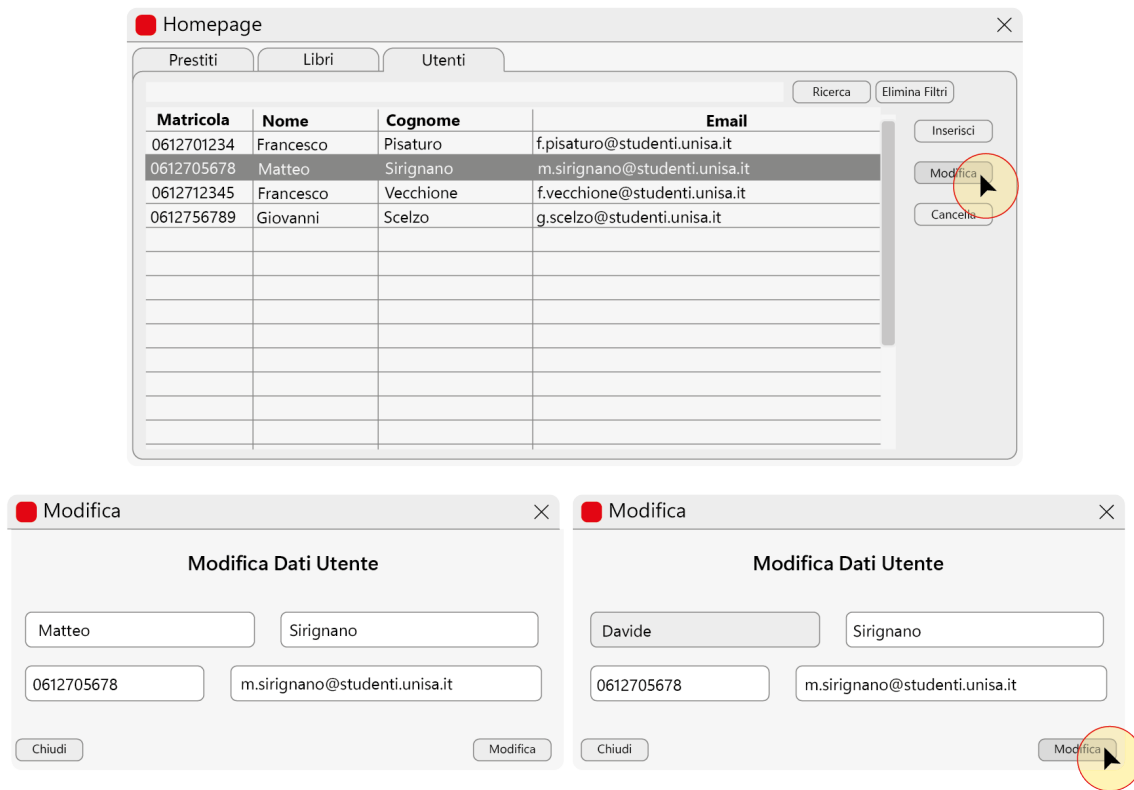 Homepage
Prestiti Libri Utenti
Ricerca Elimina Filtri
Matricola Nome Cognome Email
0612701234 Francesco Pisaturo f.pisaturo@studenti.unisa.it
0612705678 Matteo Sirignano m.sirignano@studenti.unisa.it
0612712345 Francesco Vecchione f.vecchione@studenti.unisa.it
0612756789 Giovanni Scelzo g.scelzo@studenti.unisa.it
Inserisci
Modifica
Cancella
Modifica
Modifica Dati Utente
Matteo Sirignano
0612705678 m.sirignano@studenti.unisa.it
Chiudi Modifica
Modifica
Modifica Dati Utente
Davide Sirignano
0612705678 m.sirignano@studenti.unisa.it
Chiudi Modifica